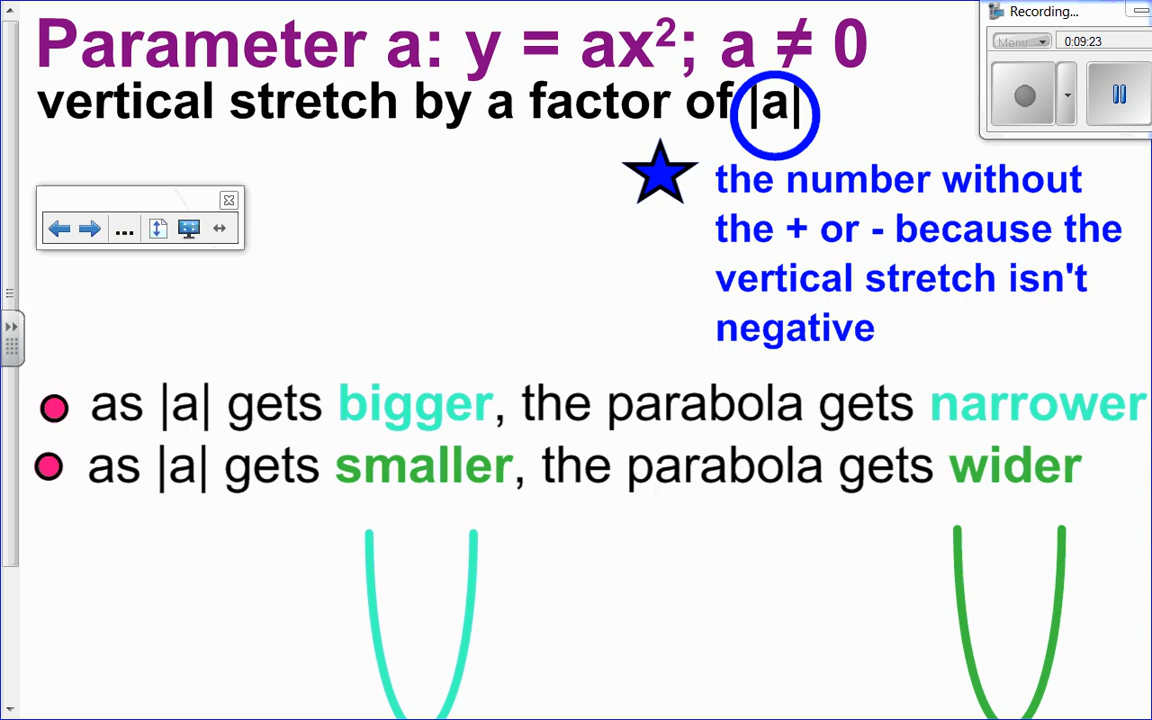 Parameter a: y = ax²; a ≠ 0
vertical stretch by a factor of |a|
the number without
the + or - because the
vertical stretch isn't
negative
as |a| gets bigger, the parabola gets narrower
as |a| gets smaller, the parabola gets wider
Recording...
Menu
0:09:23
...